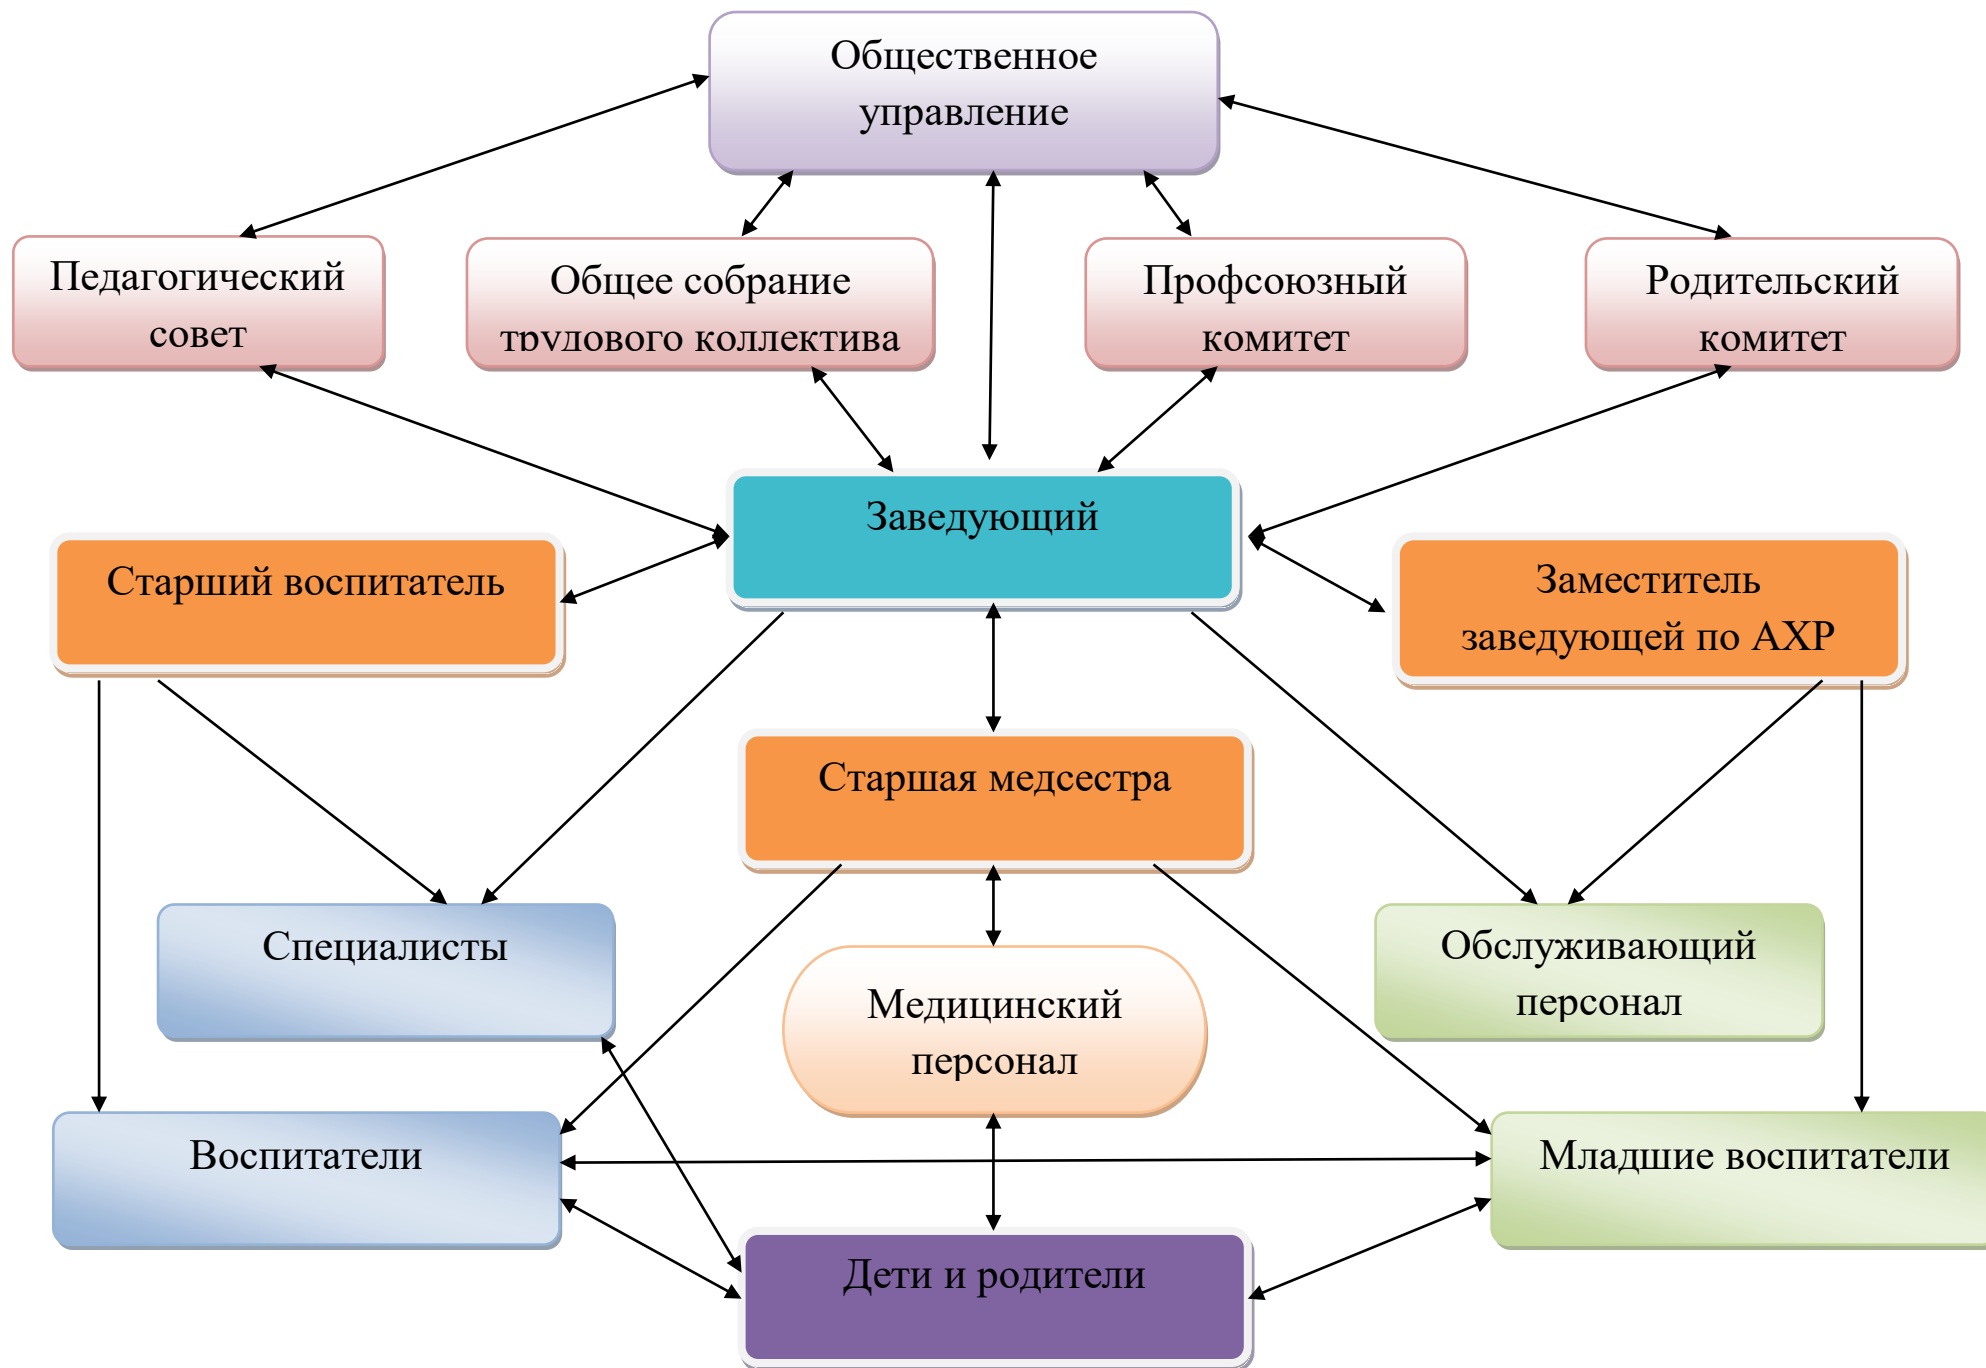 Общественное
управление
Педагогический
совет
Общее собрание
трудового коллектива
Профсоюзный
комитет
Родительский
комитет
Заведующий
Старший воспитатель
Заместитель
заведующей по АХР
Старшая медсестра
Специалисты
Обслуживающий
персонал
Медицинский
персонал
Воспитатели
Младшие воспитатели
Дети и родители